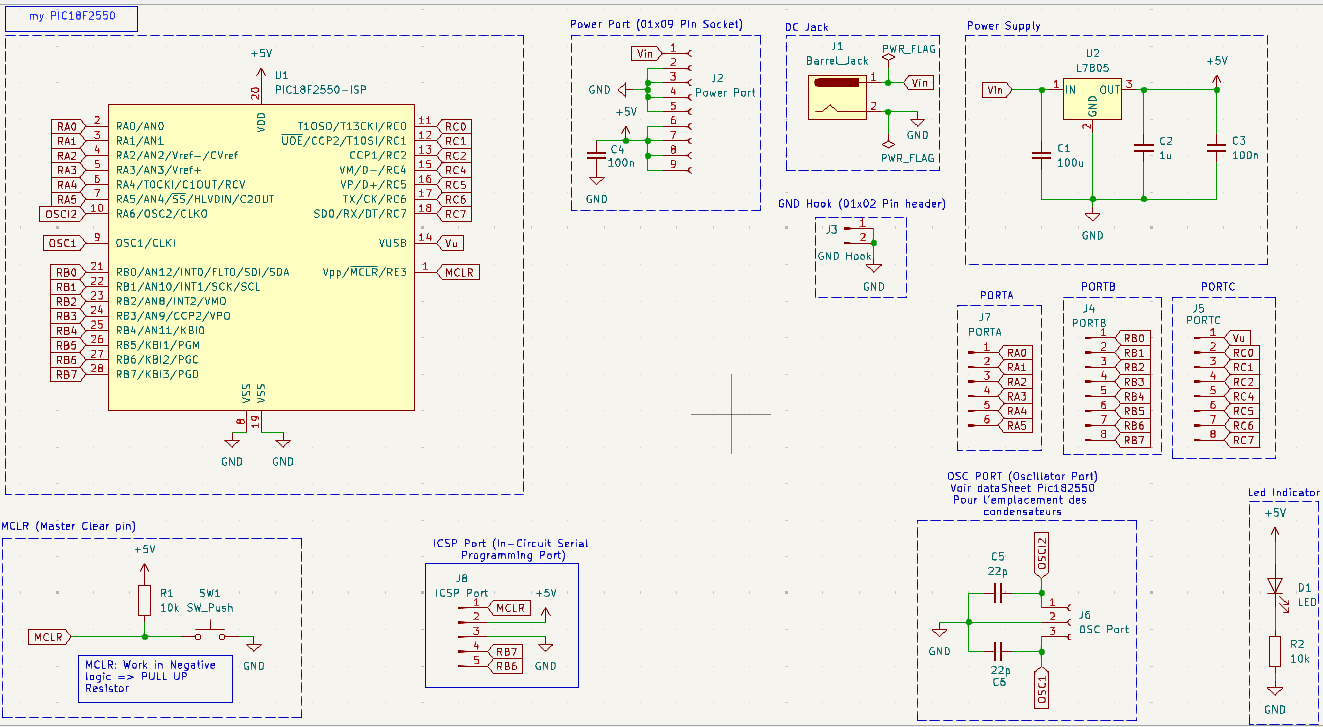 my PIC18F2550
+5V
U1
PIC18F2550-ISP
20
VDD
RA0 2 RA0/AN0
RA1 3 RA1/AN1
RA2 4 RA2/AN2/Vref-/CVref
RA3 5 RA3/AN3/Vref+
RA4 6 RA4/T0CKI/C1OUT/RCV
RA5 7 RA5/AN4/SS/HLVDIN/C2OUT
OSCI2 10 RA6/OSC2/CLKO
OSC1 9 OSC1/CLKI
RB0 21 RB0/AN12/INT0/FLT0/SDI/SDA
RB1 22 RB1/AN10/INT1/SCK/SCL
RB2 23 RB2/AN8/INT2/VMO
RB3 24 RB3/AN9/CCP2/VPO
RB4 25 RB4/AN11/KBI0
RB5 26 RB5/KBI1/PGM
RB6 27 RB6/KBI2/PGC
RB7 28 RB7/KBI3/PGD
T1OSO/T13CKI/RC0 11 RC0
UOE/CCP2/T1OSI/RC1 12 RC1
CCP1/RC2 13 RC2
VM/D-/RC4 15 RC4
VP/D+/RC5 16 RC5
TX/CK/RC6 17 RC6
SDO/RX/DT/RC7 18 RC7
VUSB 14 Vu
Vpp/MCLR/RE3 1 MCLR
VSS VSS
8 19
GND GND
Power Port (01x09 Pin Socket)
Vin 1
2
3
GND 4
5
+5V 6
7
8
9
J2
Power Port
C4
100n
GND
DC Jack
J1
Barrel_Jack
PWR_FLAG
1 Vin
2
GND
PWR_FLAG
Power Supply
U2
L7805
Vin 1 IN OUT 3 +5V
GND
2
C1
100u
C2
1u
C3
100n
GND
GND Hook (01x02 Pin header)
J3 1
2
GND Hook
GND
PORTA
J7
PORTA
1 RA0
2 RA1
3 RA2
4 RA3
5 RA4
6 RA5
PORTB
J4
PORTB
1 RB0
2 RB1
3 RB2
4 RB3
5 RB4
6 RB5
7 RB6
8 RB7
PORTC
J5
PORTC
1 Vu
2 RC0
3 RC1
4 RC2
5 RC4
6 RC5
7 RC6
8 RC7
MCLR (Master Clear pin)
+5V
R1
10k
SW1
SW_Push
MCLR
GND
MCLR: Work in Negative
logic => PULL UP
Resistor
ICSP Port (In-Circuit Serial
Programming Port)
J8
ICSP Port
+5V
1 MCLR
2
3
4 RB7
5 RB6
GND
OSC PORT (Oscillator Port)
Voir dataSheet Pic182550
Pour l'emplacement des
condensateurs
C5
22p
OSCI2
1
2
3
J6
OSC Port
GND
22p
C6
OSC1
Led Indicator
+5V
D1
LED
R2
10k
GND